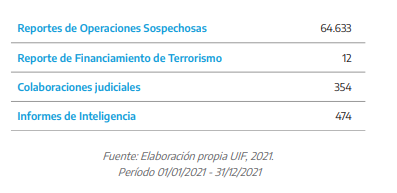 Reportes de Operaciones Sospechosas 64.633
Reporte de Financiamiento de Terrorismo 12
Colaboraciones judiciales 354
Informes de Inteligencia 474
Fuente: Elaboración propia UIF, 2021.
Período 01/01/2021 - 31/12/2021